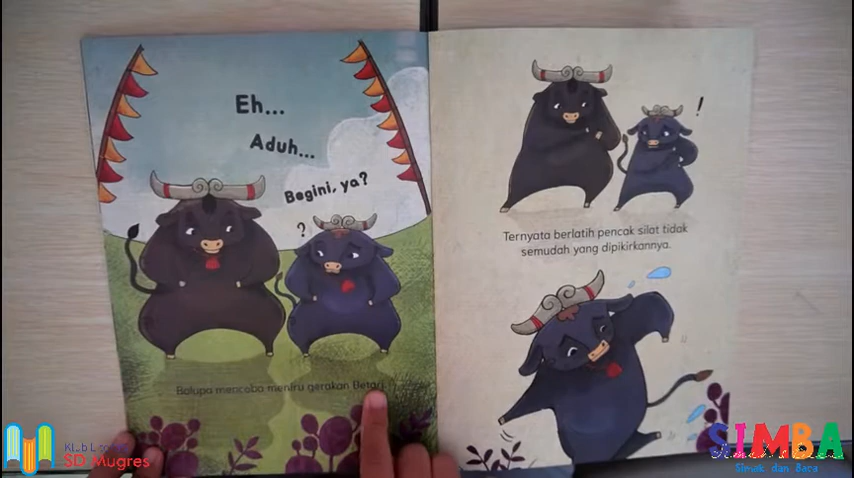 Eh...
Aduh...
Begini, ya?
?
Balupa mencoba meniru gerakan Betari.
!
Ternyata berlatih pencak silat tidak
semudah yang dipikirkannya.
SD Mugres
SIMBA
Simak dan Baca